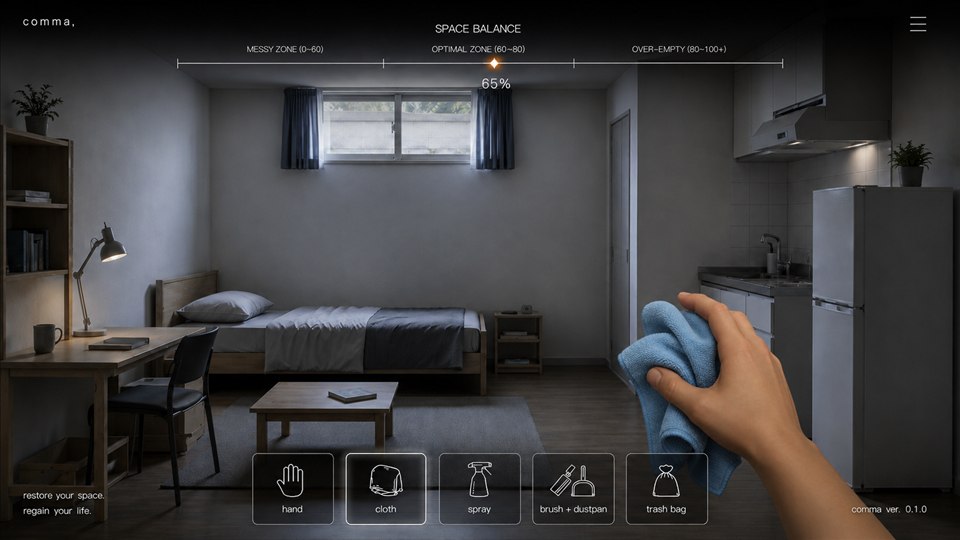 comma,
SPACE BALANCE
MESSY ZONE (0~60)
OPTIMAL ZONE (60~80)
OVER-EMPTY (80~100+)
65%
hand
cloth
spray
brush + dustpan
trash bag
restore your space.
regain your life.
comma ver. 0.1.0